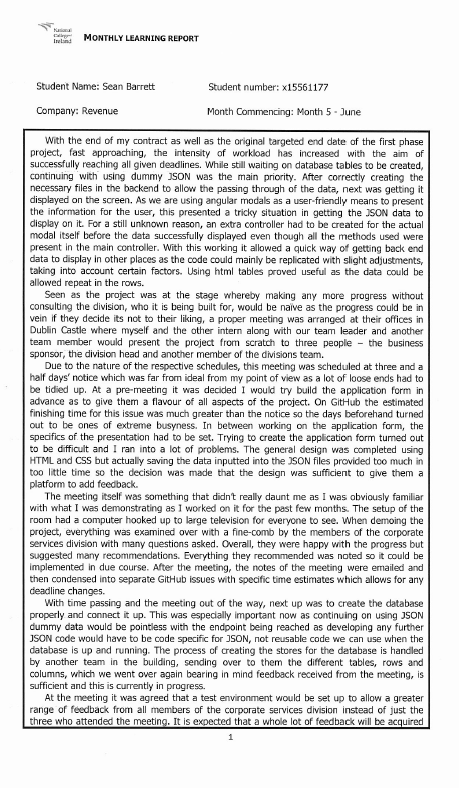 National
College of
Ireland
MONTHLY LEARNING REPORT
Student Name: Sean Barrett
Student number: x15561177
Company: Revenue
Month Commencing: Month 5 - June
With the end of my contract as well as the original targeted end date of the first phase
project, fast approaching, the intensity of workload has increased with the aim of
successfully reaching all given deadlines. While still waiting on database tables to be created,
continuing with using dummy JSON was the main priority. After correctly creating the
necessary files in the backend to allow the passing through of the data, next was getting it
displayed on the screen. As we are using angular modals as a user-friendly means to present
the information for the user, this presented a tricky situation in getting the JSON data to
display on it. For a still unknown reason, an extra controller had to be created for the actual
modal itself before the data successfully displayed even though all the methods used were
present in the main controller. With this working it allowed a quick way of getting back end
data to display in other places as the code could mainly be replicated with slight adjustments,
taking into account certain factors. Using html tables proved useful as the data could be
allowed repeat in the rows.
Seen as the project was at the stage whereby making any more progress without
consulting the division, who it is being built for, would be naïve as the progress could be in
vein if they decide its not to their liking, a proper meeting was arranged at their offices in
Dublin Castle where myself and the other intern along with our team leader and another
team member would present the project from scratch to three people – the business
sponsor, the division head and another member of the divisions team.
Due to the nature of the respective schedules, this meeting was scheduled at three and a
half days' notice which was far from ideal from my point of view as a lot of loose ends had to
be tidied up. At a pre-meeting it was decided I would try build the application form in
advance as to give them a flavour of all aspects of the project. On GitHub the estimated
finishing time for this issue was much greater than the notice so the days beforehand turned
out to be ones of extreme busyness. In between working on the application form, the
specifics of the presentation had to be set. Trying to create the application form turned out
to be difficult and I ran into a lot of problems. The general design was completed using
HTML and CSS but actually saving the data inputted into the JSON files provided too much in
too little time so the decision was made that the design was sufficient to give them a
platform to add feedback.
The meeting itself was something that didn't really daunt me as I was obviously familiar
with what I was demonstrating as I worked on it for the past few months. The setup of the
room had a computer hooked up to large television for everyone to see. When demoing the
project, everything was examined over with a fine-comb by the members of the corporate
services division with many questions asked. Overall, they were happy with the progress but
suggested many recommendations. Everything they recommended was noted so it could be
implemented in due course. After the meeting, the notes of the meeting were emailed and
then condensed into separate GitHub issues with specific time estimates which allows for any
deadline changes.
With time passing and the meeting out of the way, next up was to create the database
properly and connect it up. This was especially important now as continuing on using JSON
dummy data would be pointless with the endpoint being reached as developing any further
JSON code would have to be code specific for JSON, not reusable code we can use when the
database is up and running. The process of creating the stores for the database is handled
by another team in the building, sending over to them the different tables, rows and
columns, which we went over again bearing in mind feedback received from the meeting, is
sufficient and this is currently in progress.
At the meeting it was agreed that a test environment would be set up to allow a greater
range of feedback from all members of the corporate services division instead of just the
three who attended the meeting. It is expected that a whole lot of feedback will be acquired
1